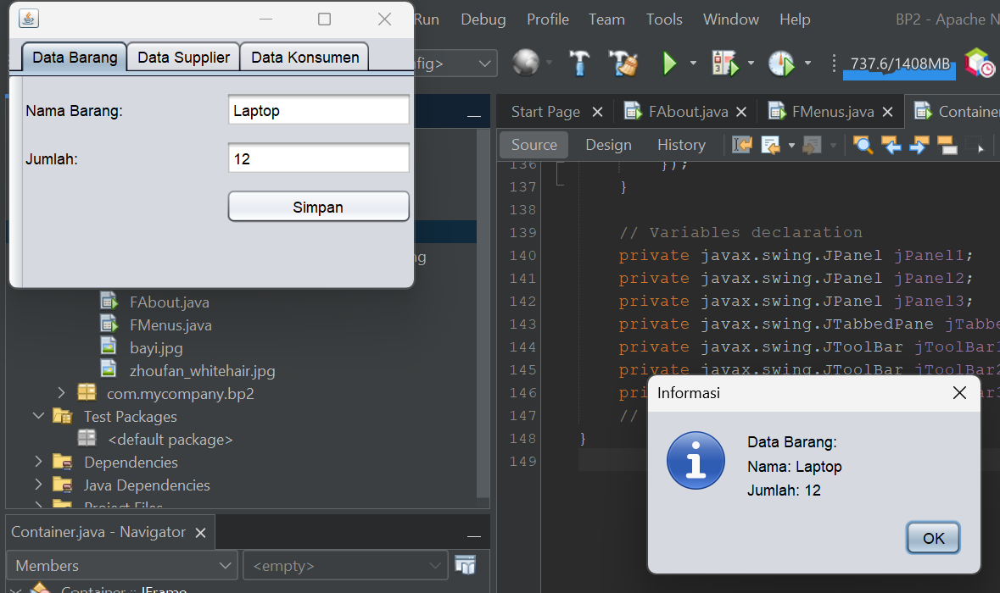 Run Debug Profile Team Tools Window Help BP2 - Apache N
Data Barang Data Supplier Data Konsumen
fig> 737.6/1408MB
Nama Barang: Laptop
Jumlah: 12
Simpan
Start Page FAbout.java FMenus.java Container
Source Design History
ng
FAbout.java
FMenus.java
bayi.jpg
zhoufan_whitehair.jpg
com.mycompany.bp2
Test Packages
<default package>
Dependencies
Java Dependencies
Project Files
Container.java - Navigator
Members <empty>
Container :: JFrame
136 });
137 }
138
139 // Variables declaration
140 private javax.swing.JPanel jPanel1;
141 private javax.swing.JPanel jPanel2;
142 private javax.swing.JPanel jPanel3;
143 private javax.swing.JTabbedPane jTabbe
144 private javax.swing.JToolBar jToolBar1
145 private javax.swing.JToolBar jToolBar2
146 pri ar3
147 //
148 }
149
Informasi
Data Barang:
Nama: Laptop
Jumlah: 12
OK